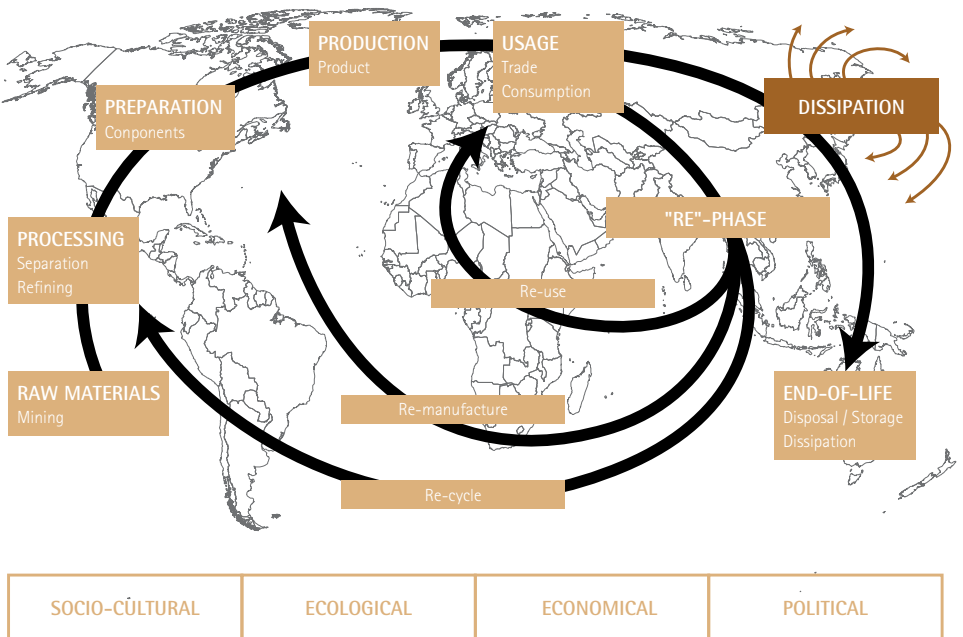 PRODUCTION
Product
USAGE
Trade
Consumption
PREPARATION
Components
DISSIPATION
PROCESSING
Separation
Refining
"RE"-PHASE
Re-use
RAW MATERIALS
Mining
Re-manufacture
END-OF-LIFE
Disposal / Storage
Dissipation
Re-cycle
SOCIO-CULTURAL
ECOLOGICAL
ECONOMICAL
POLITICAL